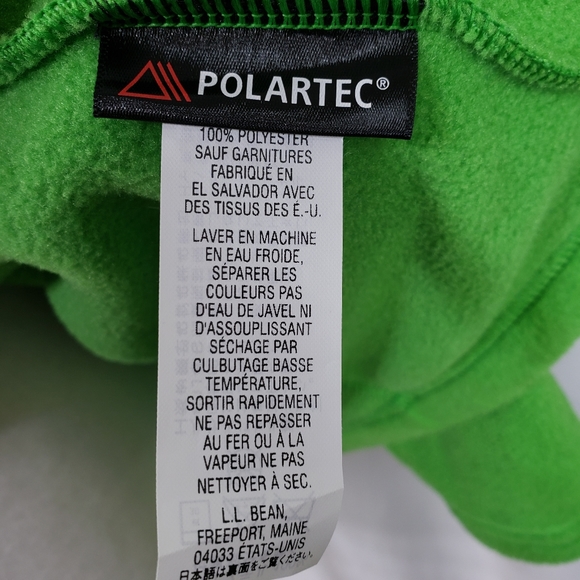 POLARTEC®
100% POLYESTER
SAUF GARNITURES
FABRIQUÉ EN
EL SALVADOR AVEC
DES TISSUS DES É.-U.
LAVER EN MACHINE
EN EAU FROIDE,
SÉPARER LES
COULEURS PAS
D'EAU DE JAVEL NI
D'ASSOUPLISSANT
SÉCHAGE PAR
CULBUTAGE BASSE
TEMPÉRATURE,
SORTIR RAPIDEMENT
NE PAS REPASSER
AU FER OU À LA
VAPEUR NE PAS
NETTOYER À SEC.
L.L. BEAN,
FREEPORT, MAINE
04033 ÉTATS-UNIS
日本語は裏面をご覧ください。